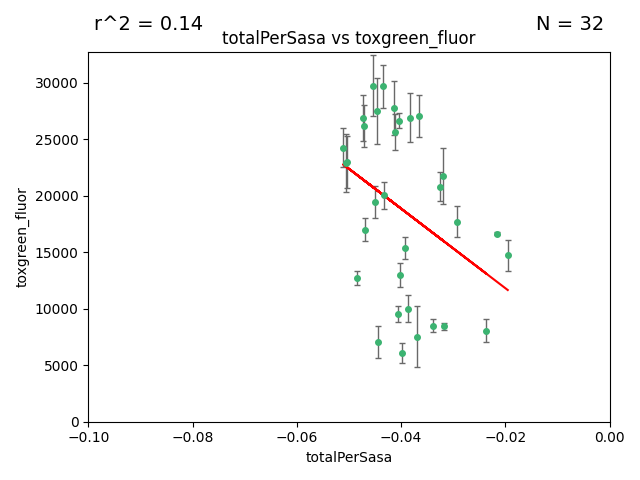 r^2 = 0.14
N = 32
totalPerSasa vs toxgreen_fluor
30000
25000
20000
15000
10000
5000
0
toxgreen_fluor
−0.10
−0.08
−0.06
−0.04
−0.02
0.00
totalPerSasa